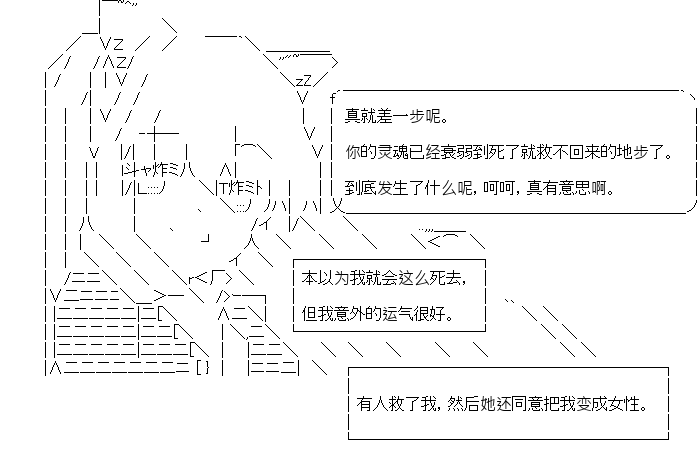 真就差一步呢。
你的灵魂已经衰弱到死了就救不回来的地步了。
到底发生了什么呢，呵呵，真有意思啊。
本以为我就会这么死去，
但我意外的运气很好。
有人救了我，然后她还同意把我变成女性。